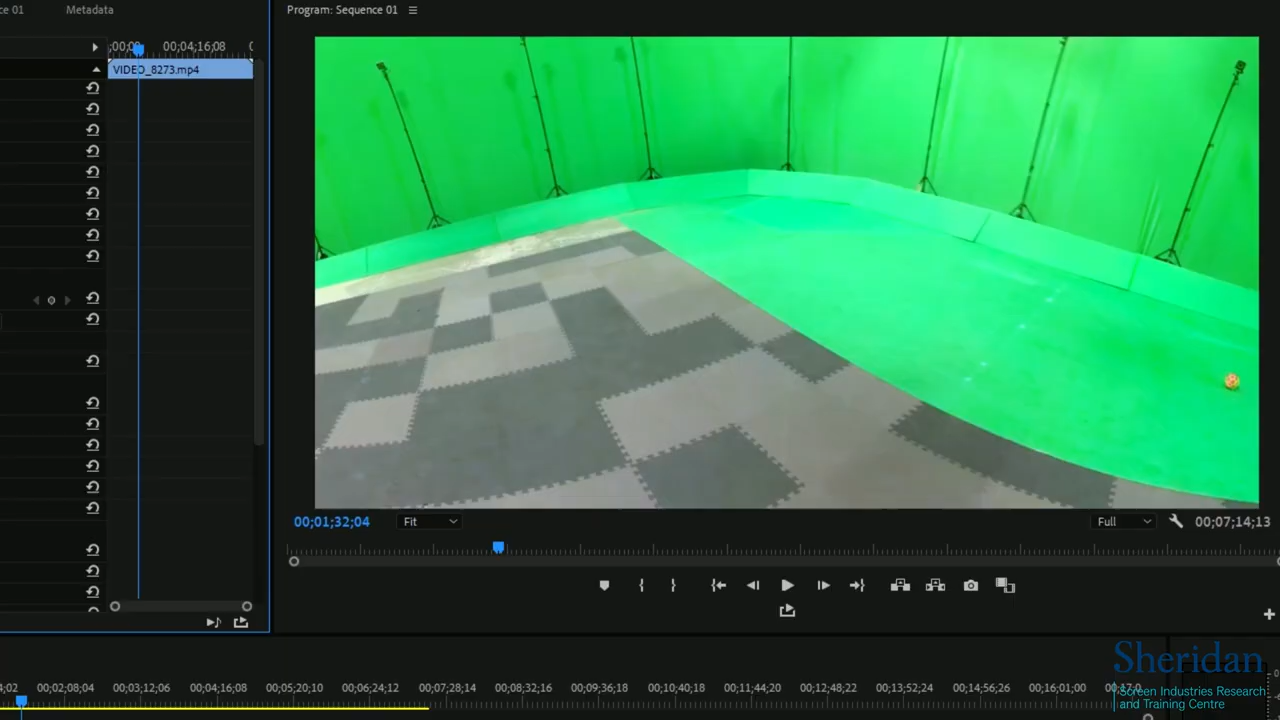 ce 01
Metadata
Program: Sequence 01
;00;00
00;04;16;08
VIDEO_8273.mp4
00;01;32;04
Fit
Full
00;07;14;13
4;02
00;02;08;04
00;03;12;06
00;04;16;08
00;05;20;10
00;06;24;12
00;07;28;14
00;08;32;16
00;09;36;18
00;10;40;18
00;11;44;20
00;12;48;22
00;13;52;24
00;14;56;26
00;16;01;00
Sheridan
Screen Industries Research
and Training Centre